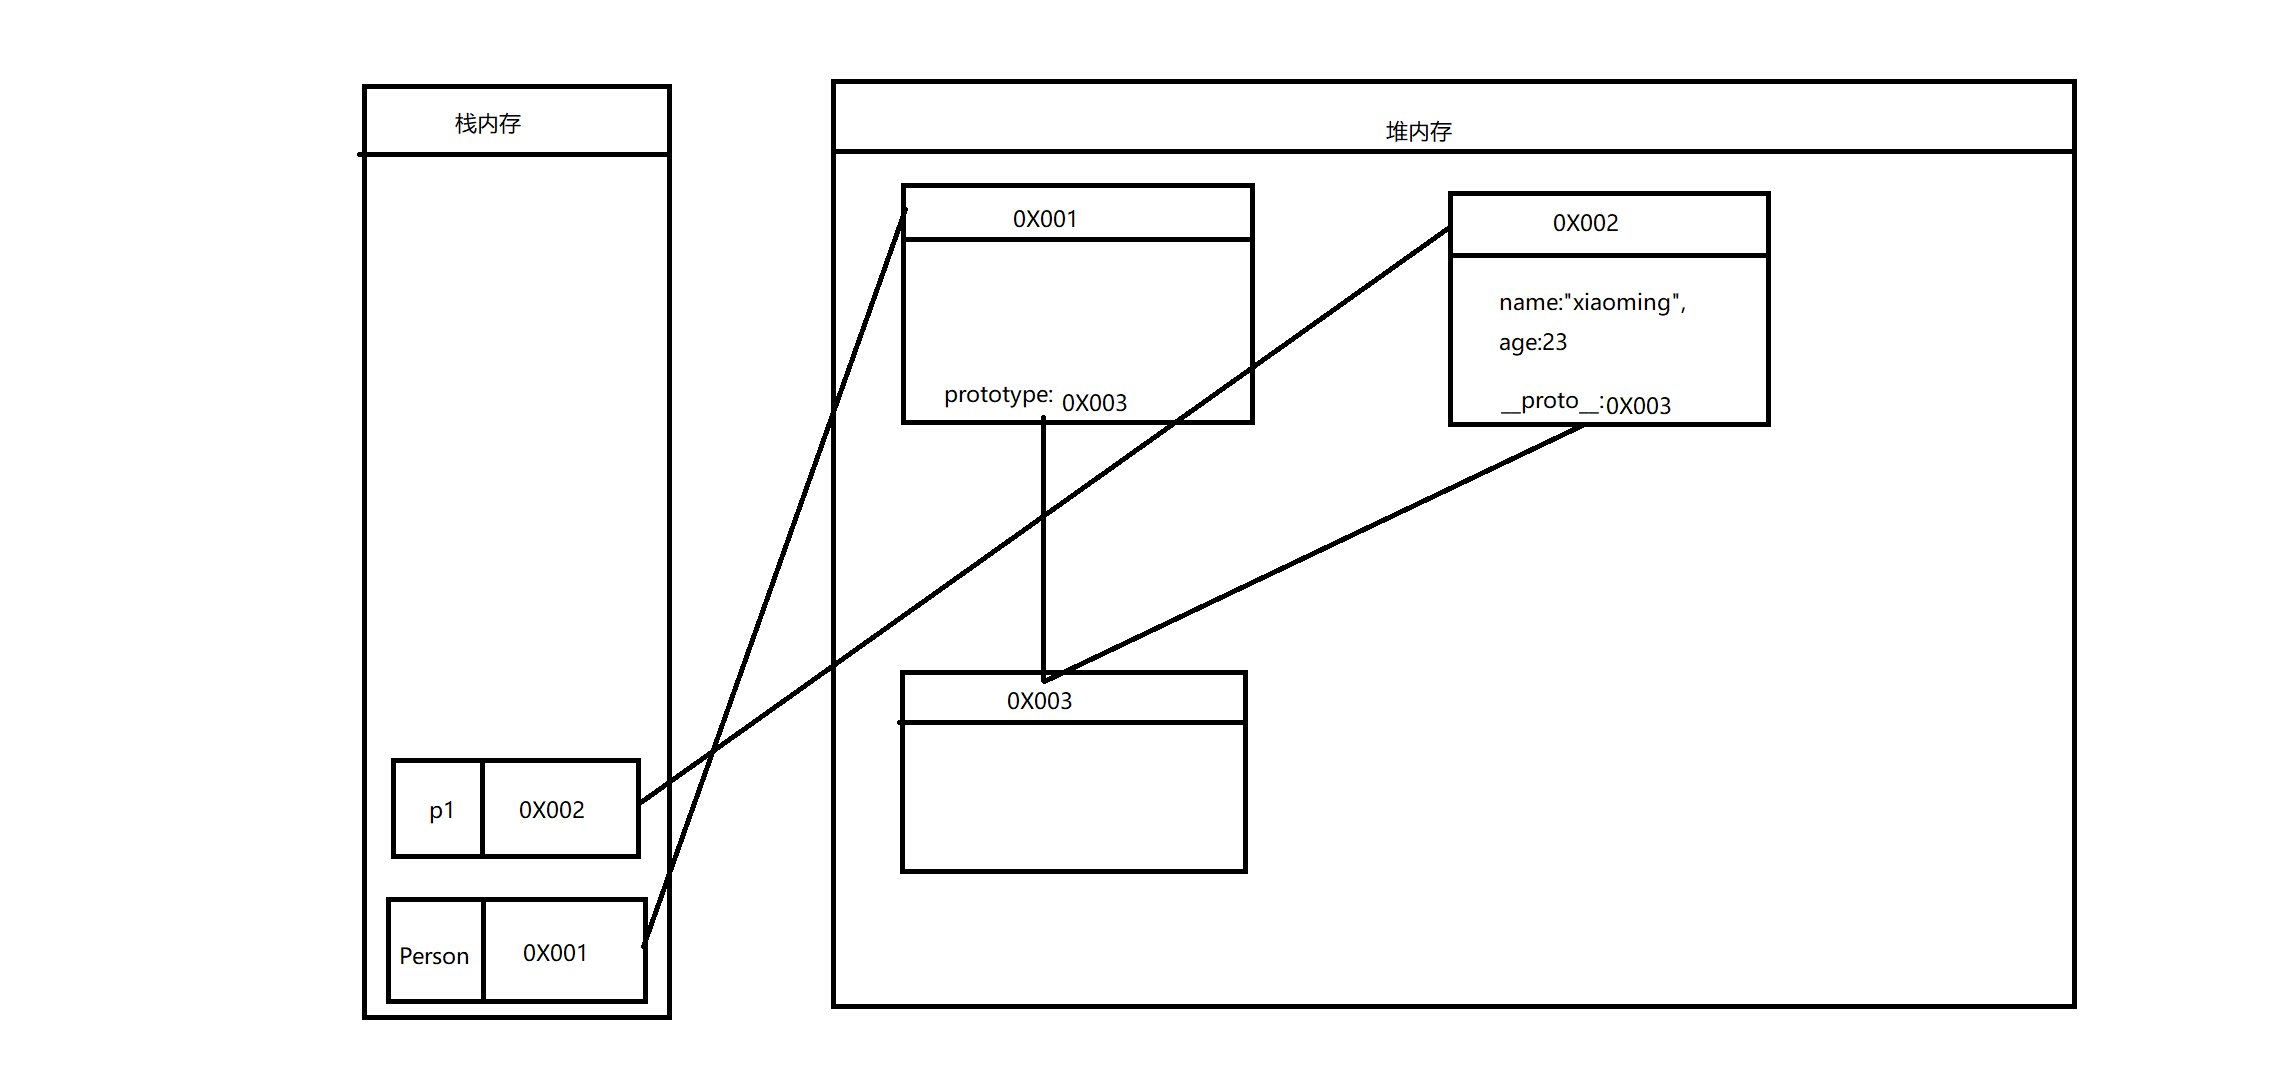 栈内存
堆内存
0X001
prototype: 0X003
0X002
name:"xiaoming",
age:23
__proto__:0X003
0X003
p1 0X002
Person 0X001